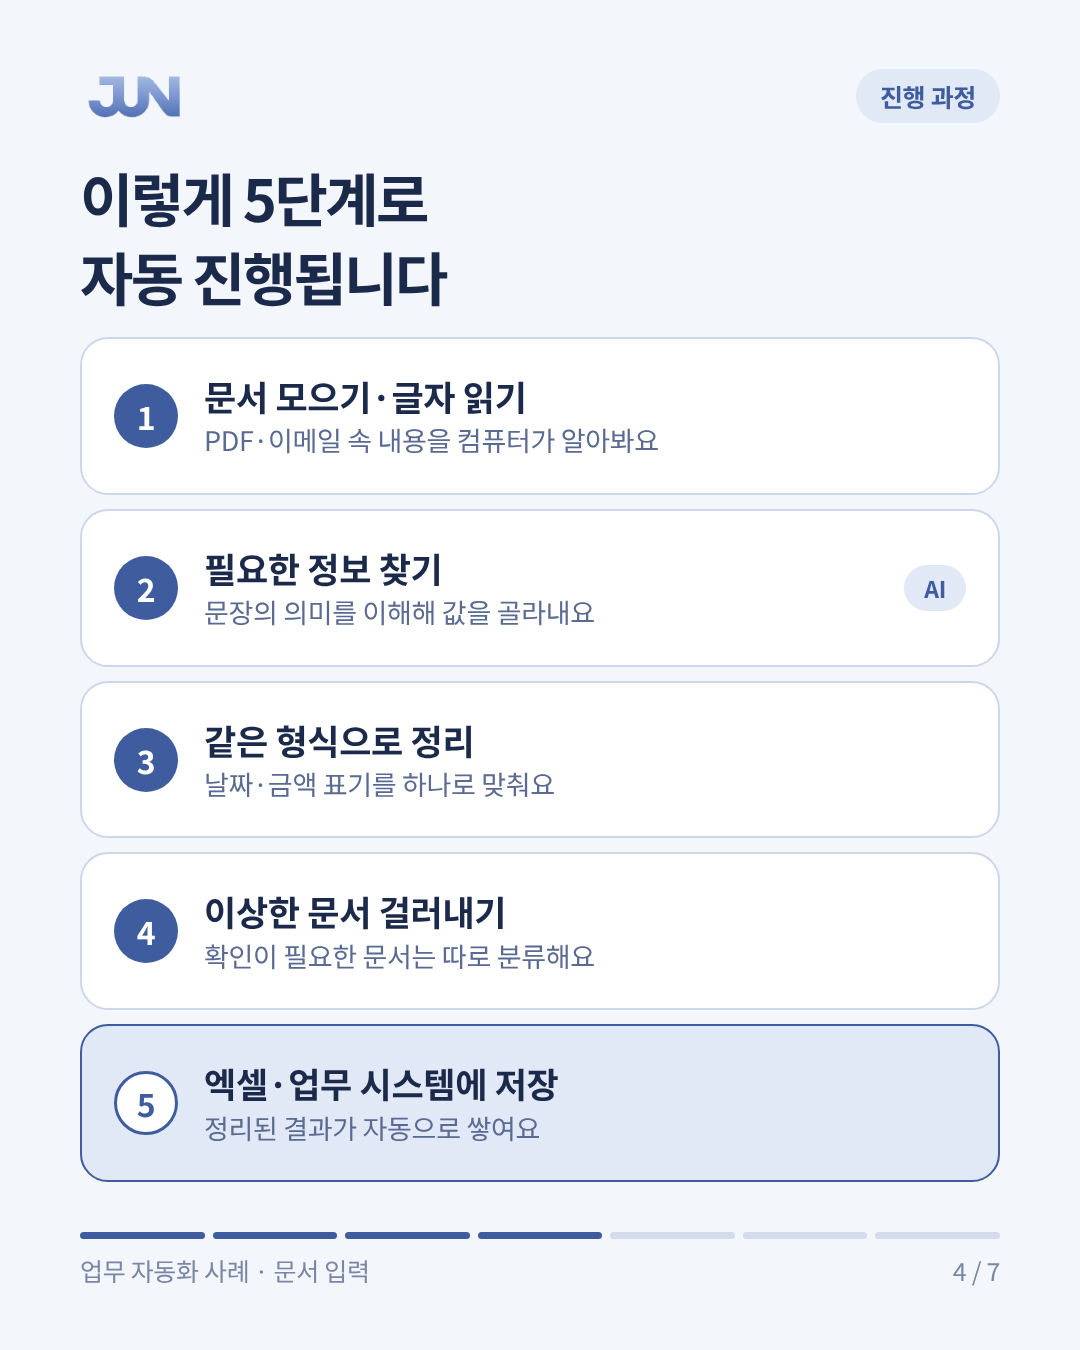 JUN
진행 과정
이렇게 5단계로
자동 진행됩니다
1
문서 모으기·글자 읽기
PDF·이메일 속 내용을 컴퓨터가 알아봐요
2
필요한 정보 찾기
문장의 의미를 이해해 값을 골라내요
AI
3
같은 형식으로 정리
날짜·금액 표기를 하나로 맞춰요
4
이상한 문서 걸러내기
확인이 필요한 문서는 따로 분류해요
5
엑셀·업무 시스템에 저장
정리된 결과가 자동으로 쌓여요
업무 자동화 사례 · 문서 입력
4 / 7